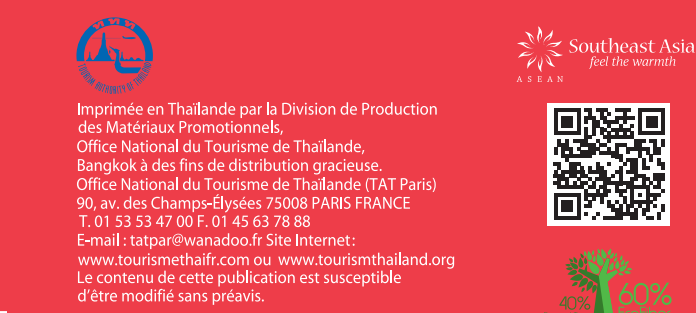 TOURISM AUTHORITY OF THAILAND
Southeast Asia
feel the warmth
ASEAN
Imprimée en Thaïlande par la Division de Production
des Matériaux Promotionnels,
Office National du Tourisme de Thaïlande,
Bangkok à des fins de distribution gracieuse.
Office National du Tourisme de Thaïlande (TAT Paris)
90, av. des Champs-Élysées 75008 PARIS FRANCE
T. 01 53 53 47 00 F. 01 45 63 78 88
E-mail : tatpar@wanadoo.fr Site Internet:
www.tourismethaifr.com ou www.tourismthailand.org
Le contenu de cette publication est susceptible
d'être modifié sans préavis.
40% 60%